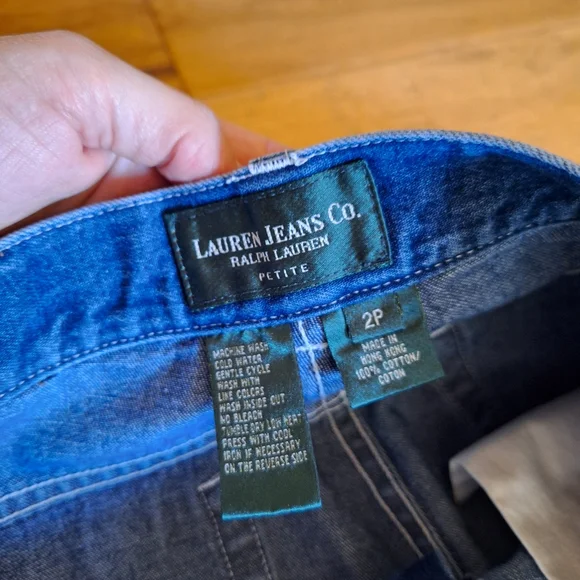 LAUREN JEANS CO.
RALPH LAUREN
PETITE
2P
MADE IN
HONG KONG
100% COTTON/
COTON
MACHINE WASH
COLD WATER
GENTLE CYCLE
WASH WITH
LIKE COLORS
WASH INSIDE OUT
NO BLEACH
TUMBLE DRY LOW HEAT
PRESS WITH COOL
IRON IF NECESSARY
ON THE REVERSE SIDE